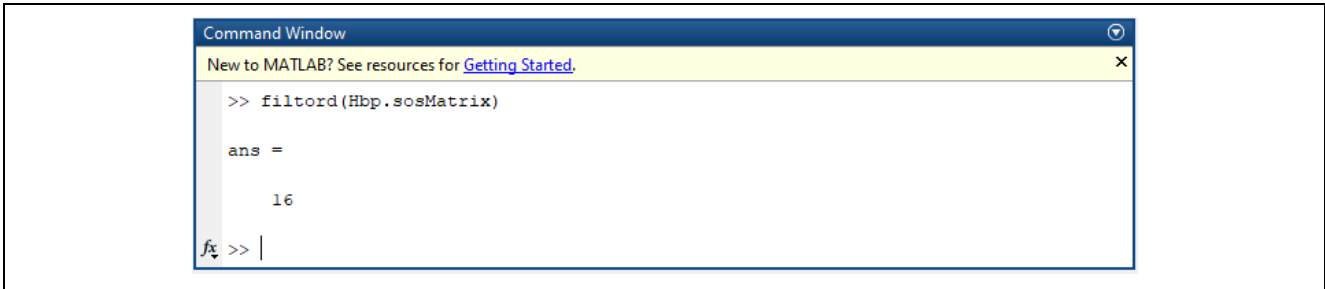 Command Window
New to MATLAB? See resources for Getting Started.
>> filtord(Hbp.sosMatrix)
ans =
16
fx >>